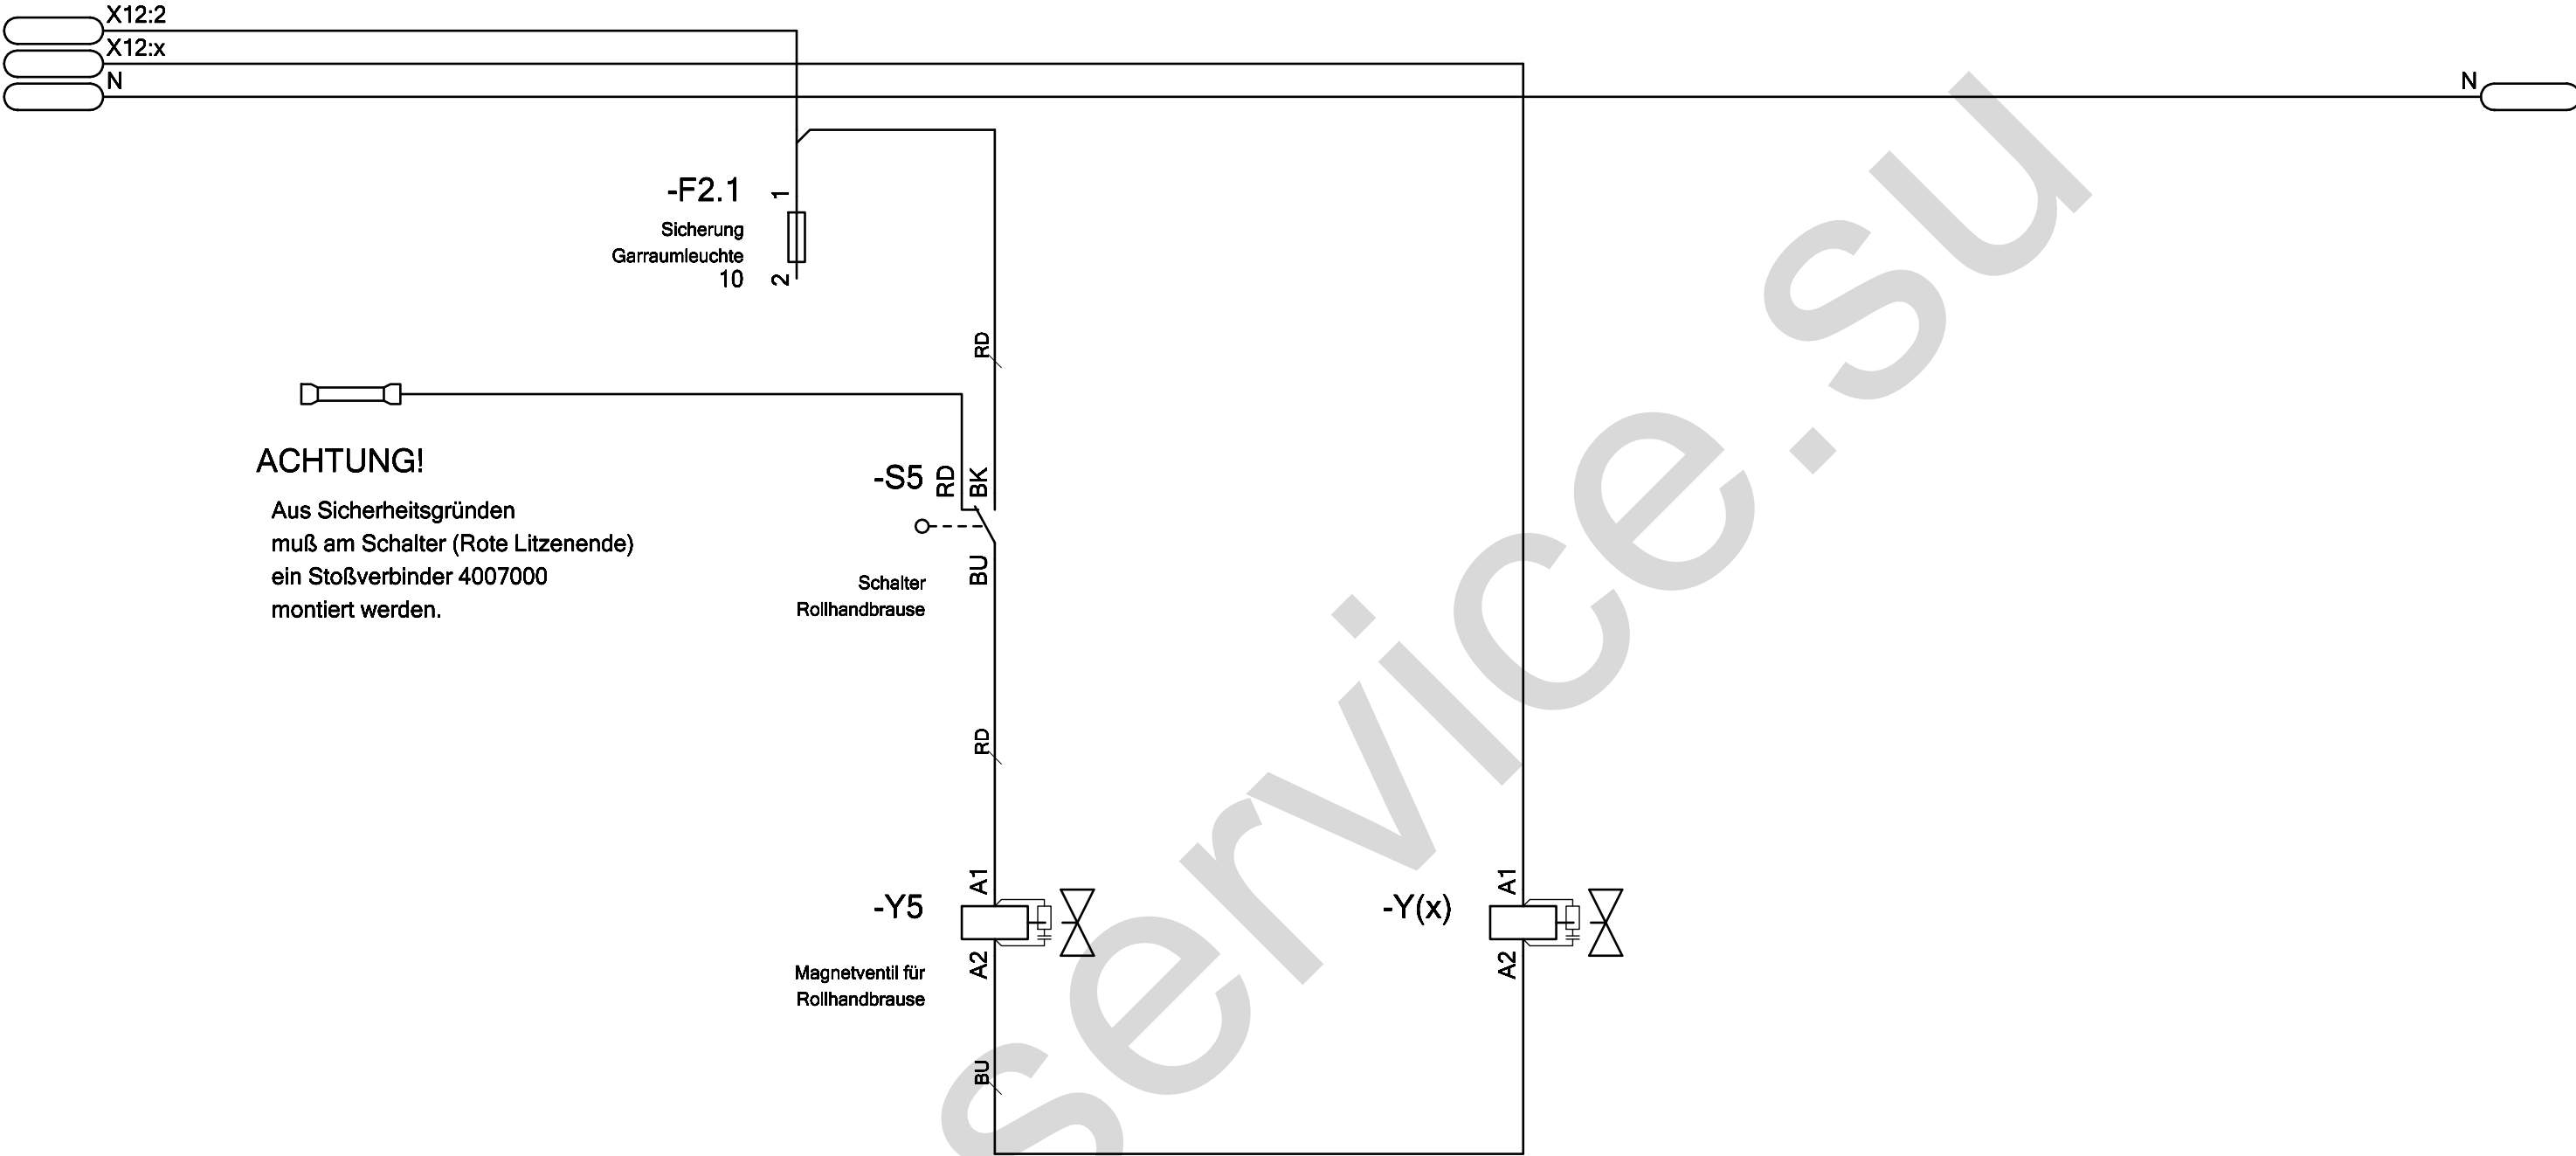 X12:2
X12:x
N
N
-F2.1
1
Sicherung
Garraumleuchte
10
2
RD
ACHTUNG!
Aus Sicherheitsgründen
muß am Schalter (Rote Litzenende)
ein Stoßverbinder 4007000
montiert werden.
-S5
RD
BK
BU
Schalter
Rollhandbrause
RD
-Y5
A1
A2
Magnetventil für
Rollhandbrause
-Y(x)
A1
A2
BU
service.su